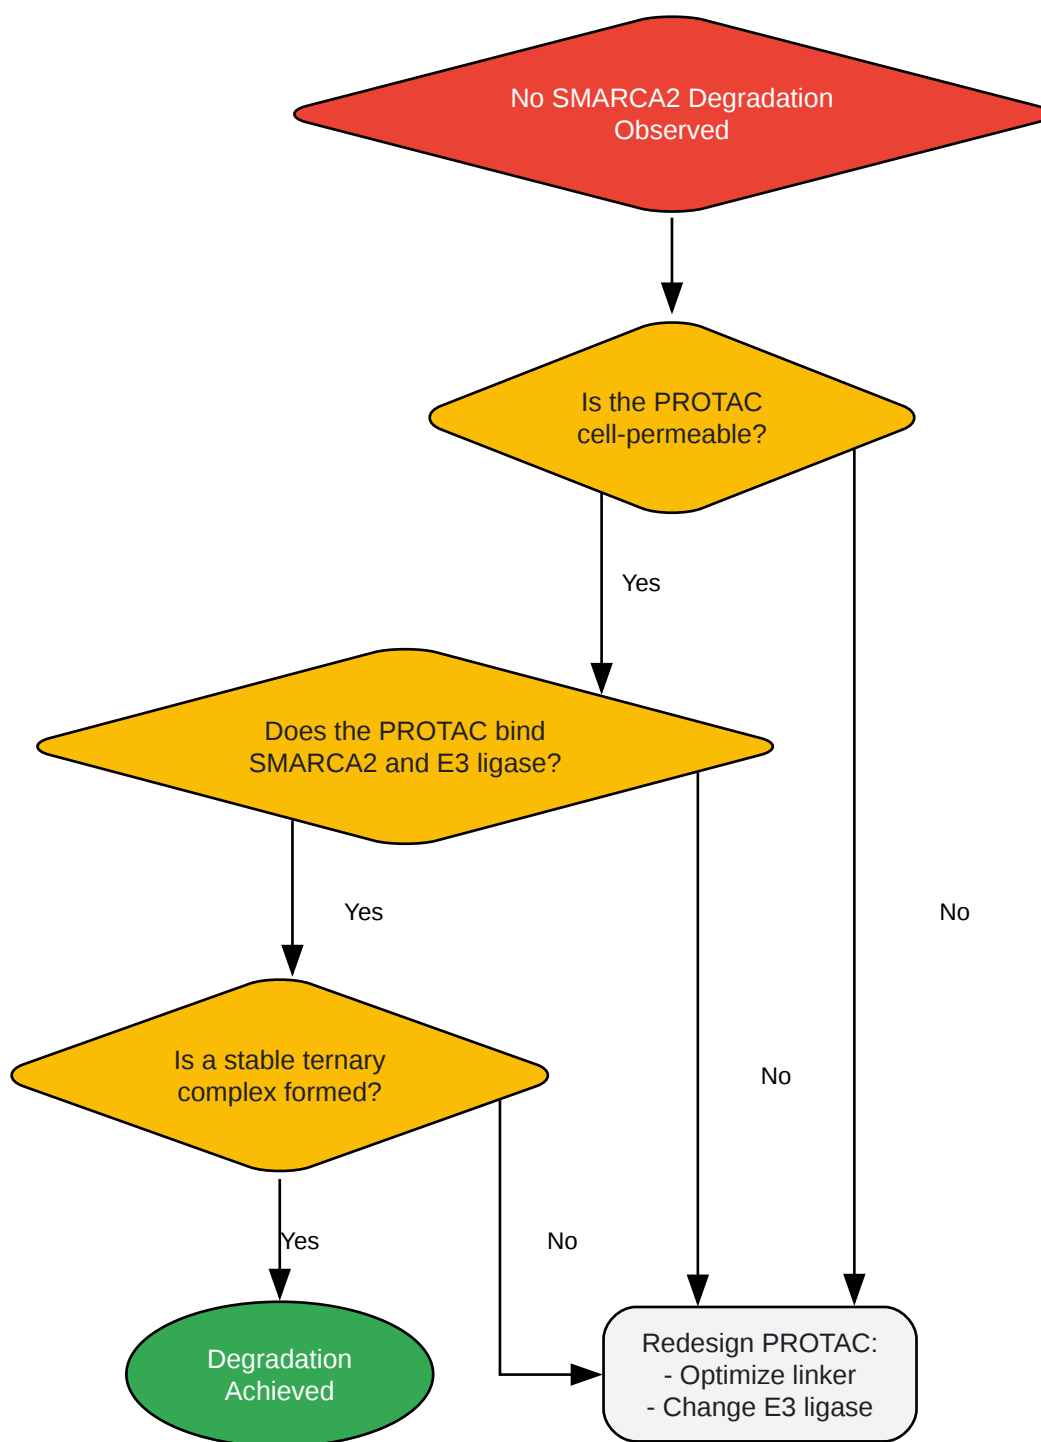 No SMARCA2 Degradation
Observed
Is the PROTAC
cell-permeable?
Yes
Does the PROTAC bind
SMARCA2 and E3 ligase?
Yes
No
Is a stable ternary
complex formed?
No
Yes
No
Degradation
Achieved
Redesign PROTAC:
- Optimize linker
- Change E3 ligase